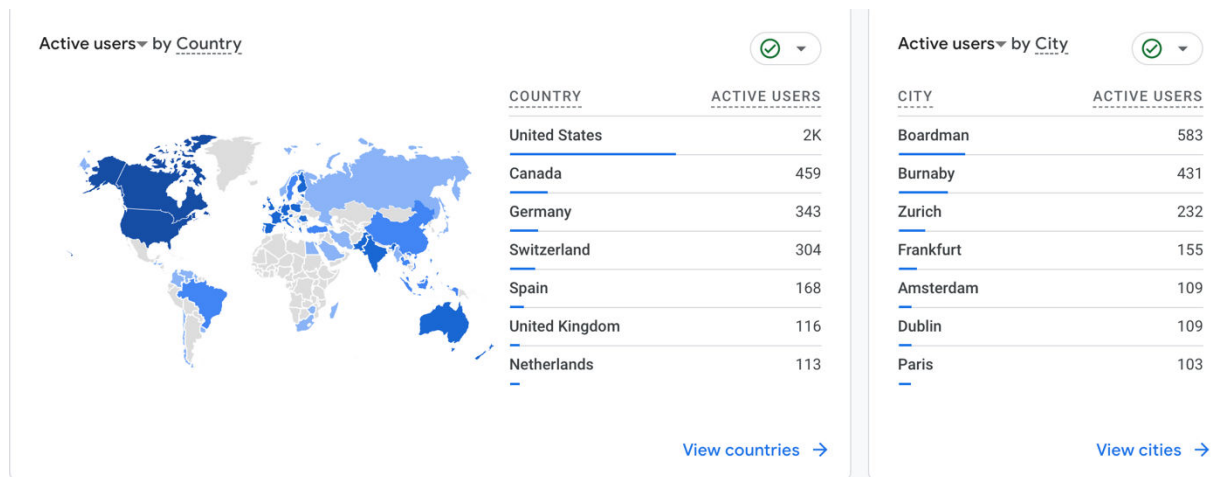 Active users by Country
COUNTRY ACTIVE USERS
United States 2K
Canada 459
Germany 343
Switzerland 304
Spain 168
United Kingdom 116
Netherlands 113
View countries →
Active users by City
CITY ACTIVE USERS
Boardman 583
Burnaby 431
Zurich 232
Frankfurt 155
Amsterdam 109
Dublin 109
Paris 103
View cities →